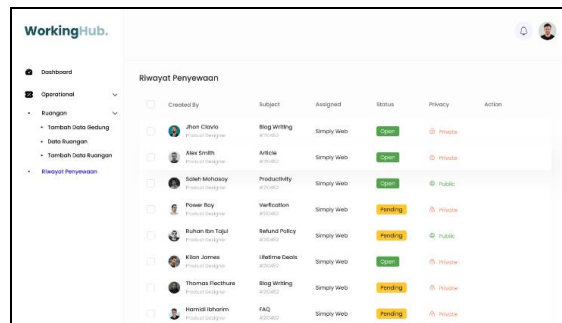 WorkingHub.
Dashboard
Operational
Ruangan
Tambah Data Gedung
Data Ruangan
Tambah Data Ruangan
Riwayat Penyewaan
Riwayat Penyewaan
Created By Subject Assigned Status Privacy Action
Jhon Clavio Blog Writing Simply Web Open Private
Product Designer
Alex Smith Article Simply Web Open Private
Product Designer
Saleh Mahasay Productivity Simply Web Open Public
Product Designer
Power Boy Verfication Simply Web Pending Private
Product Designer
Ruhan Ibn Tajul Refund Policy Simply Web Pending Public
Product Designer
Kilan James Lifetime Deals Simply Web Open Private
Product Designer
Thomas Flecthure Blog Writing Simply Web Pending Private
Product Designer
Hamidl Ibharim FAQ Simply Web Pending Private
Product Designer